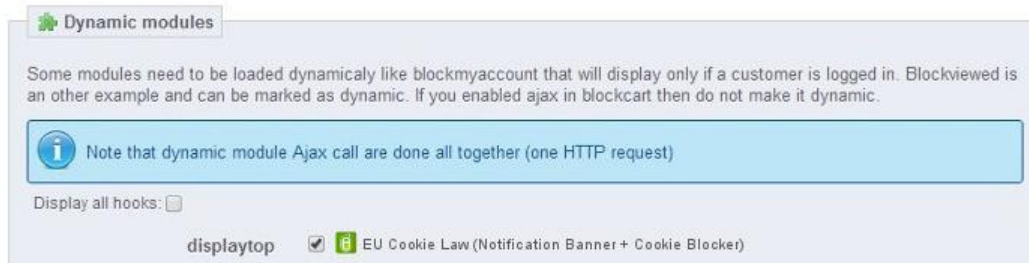 Dynamic modules
Some modules need to be loaded dynamicaly like blockmyaccount that will display only if a customer is logged in. Blockviewed is
an other example and can be marked as dynamic. If you enabled ajax in blockcart then do not make it dynamic.
Note that dynamic module Ajax call are done all together (one HTTP request)
Display all hooks:
displaytop EU Cookie Law (Notification Banner + Cookie Blocker)